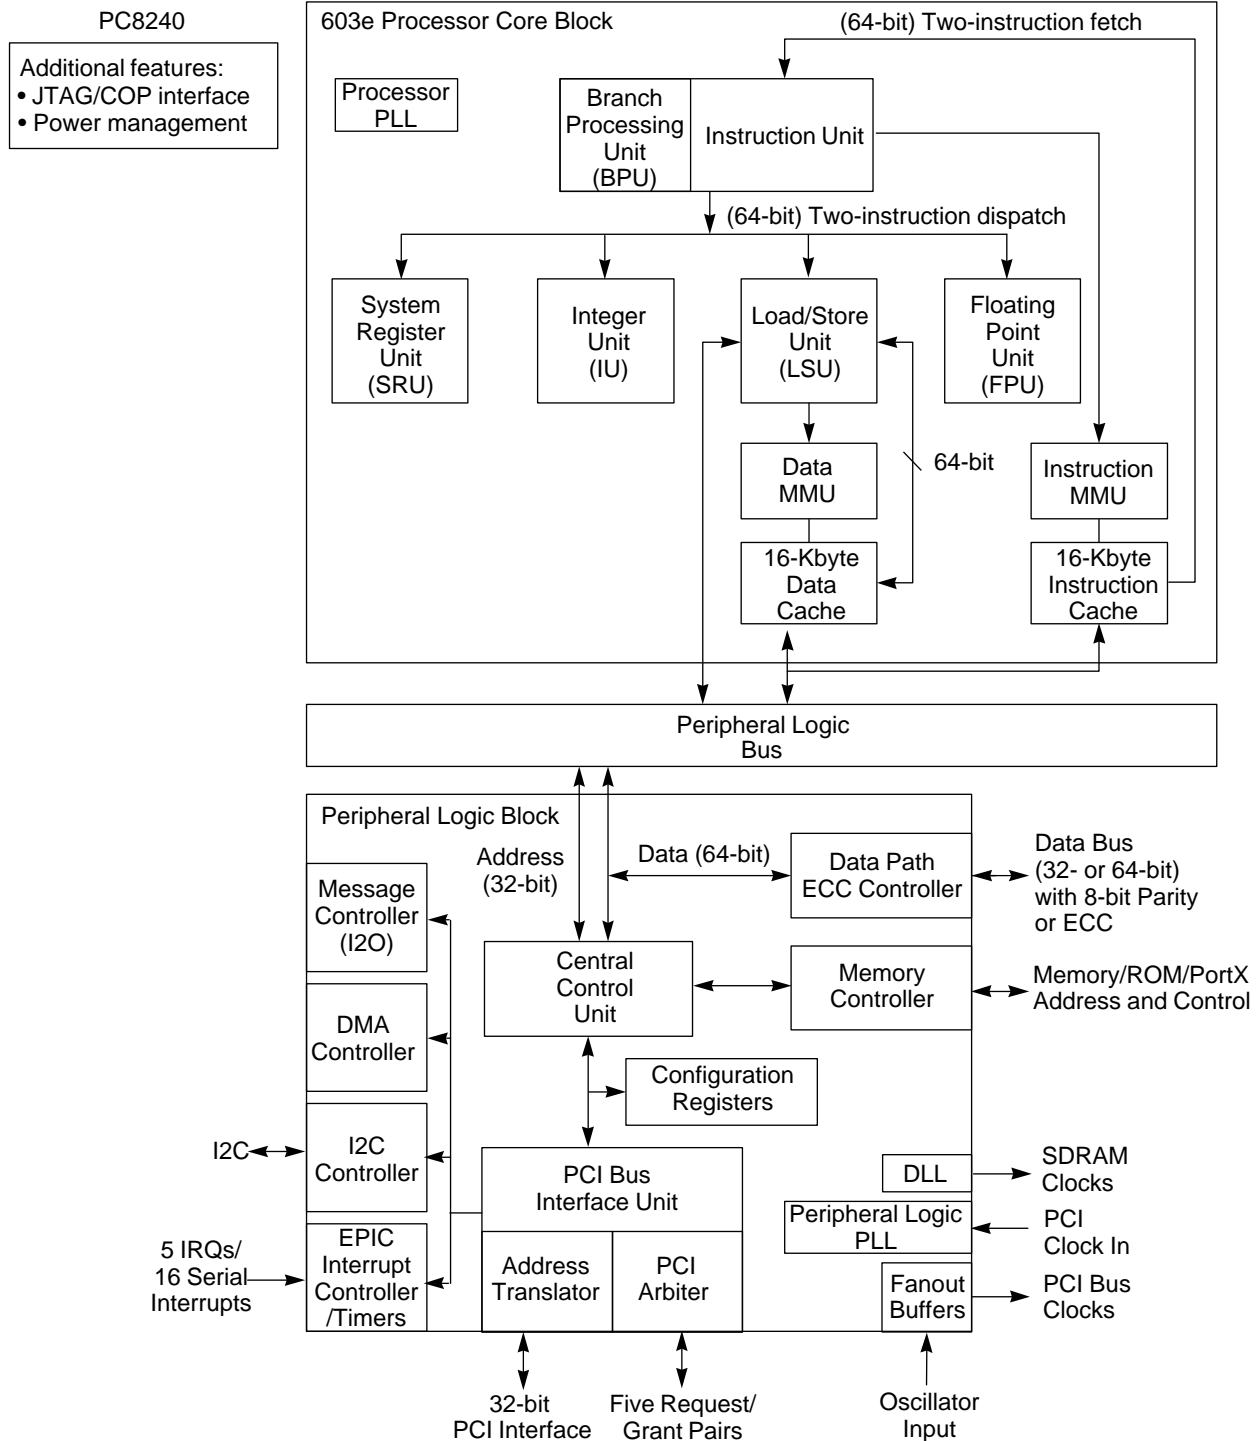 PC8240
Additional features:
• JTAG/COP interface
• Power management
603e Processor Core Block
(64-bit) Two-instruction fetch
Processor
PLL
Branch
Processing
Unit
(BPU)
Instruction Unit
(64-bit) Two-instruction dispatch
System
Register
Unit
(SRU)
Integer
Unit
(IU)
Load/Store
Unit
(LSU)
Floating
Point
Unit
(FPU)
Data
MMU
64-bit
Instruction
MMU
16-Kbyte
Data
Cache
16-Kbyte
Instruction
Cache
Peripheral Logic
Bus
Peripheral Logic Block
Address
(32-bit)
Data (64-bit)
Data Path
ECC Controller
Data Bus
(32- or 64-bit)
with 8-bit Parity
or ECC
Message
Controller
(I2O)
Central
Control
Unit
Memory
Controller
Memory/ROM/PortX
Address and Control
DMA
Controller
Configuration
Registers
I2C
I2C
Controller
PCI Bus
Interface Unit
DLL
SDRAM
Clocks
Peripheral Logic
PLL
PCI
Clock In
5 IRQs/
16 Serial
Interrupts
EPIC
Interrupt
Controller
/Timers
Address
Translator
PCI
Arbiter
Fanout
Buffers
PCI Bus
Clocks
32-bit
PCI Interface
Five Request/
Grant Pairs
Oscillator
Input